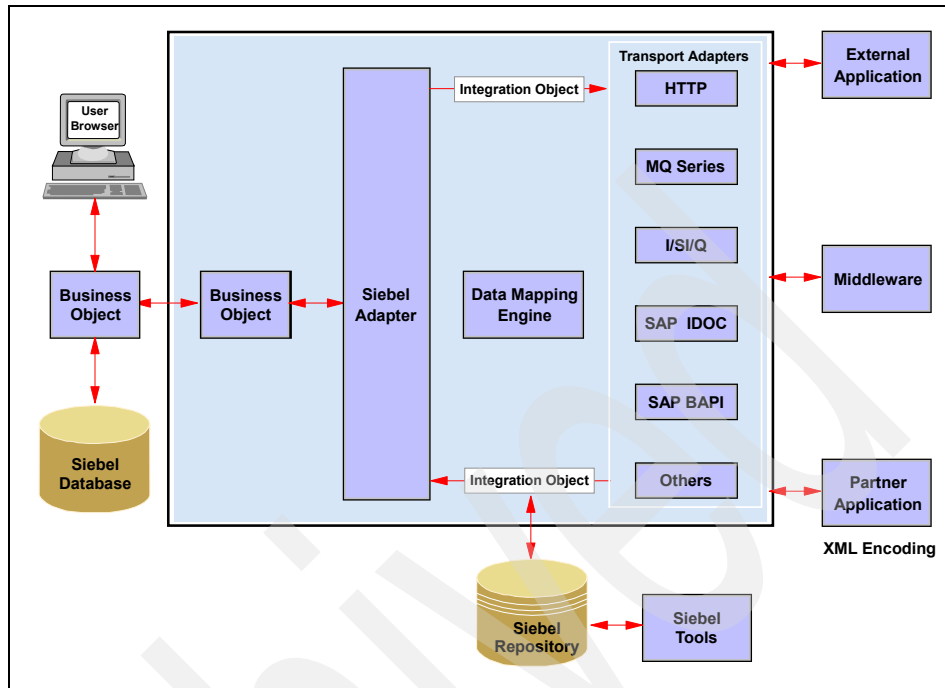 Transport Adapters
External
Application
HTTP
Integration Object
User
Browser
MQ Series
I/SI/Q
Business
Object
Business
Object
Siebel
Adapter
Data Mapping
Engine
Middleware
SAP IDOC
SAP BAPI
Siebel
Database
Integration Object
Others
Partner
Application
XML Encoding
Siebel
Repository
Siebel
Tools